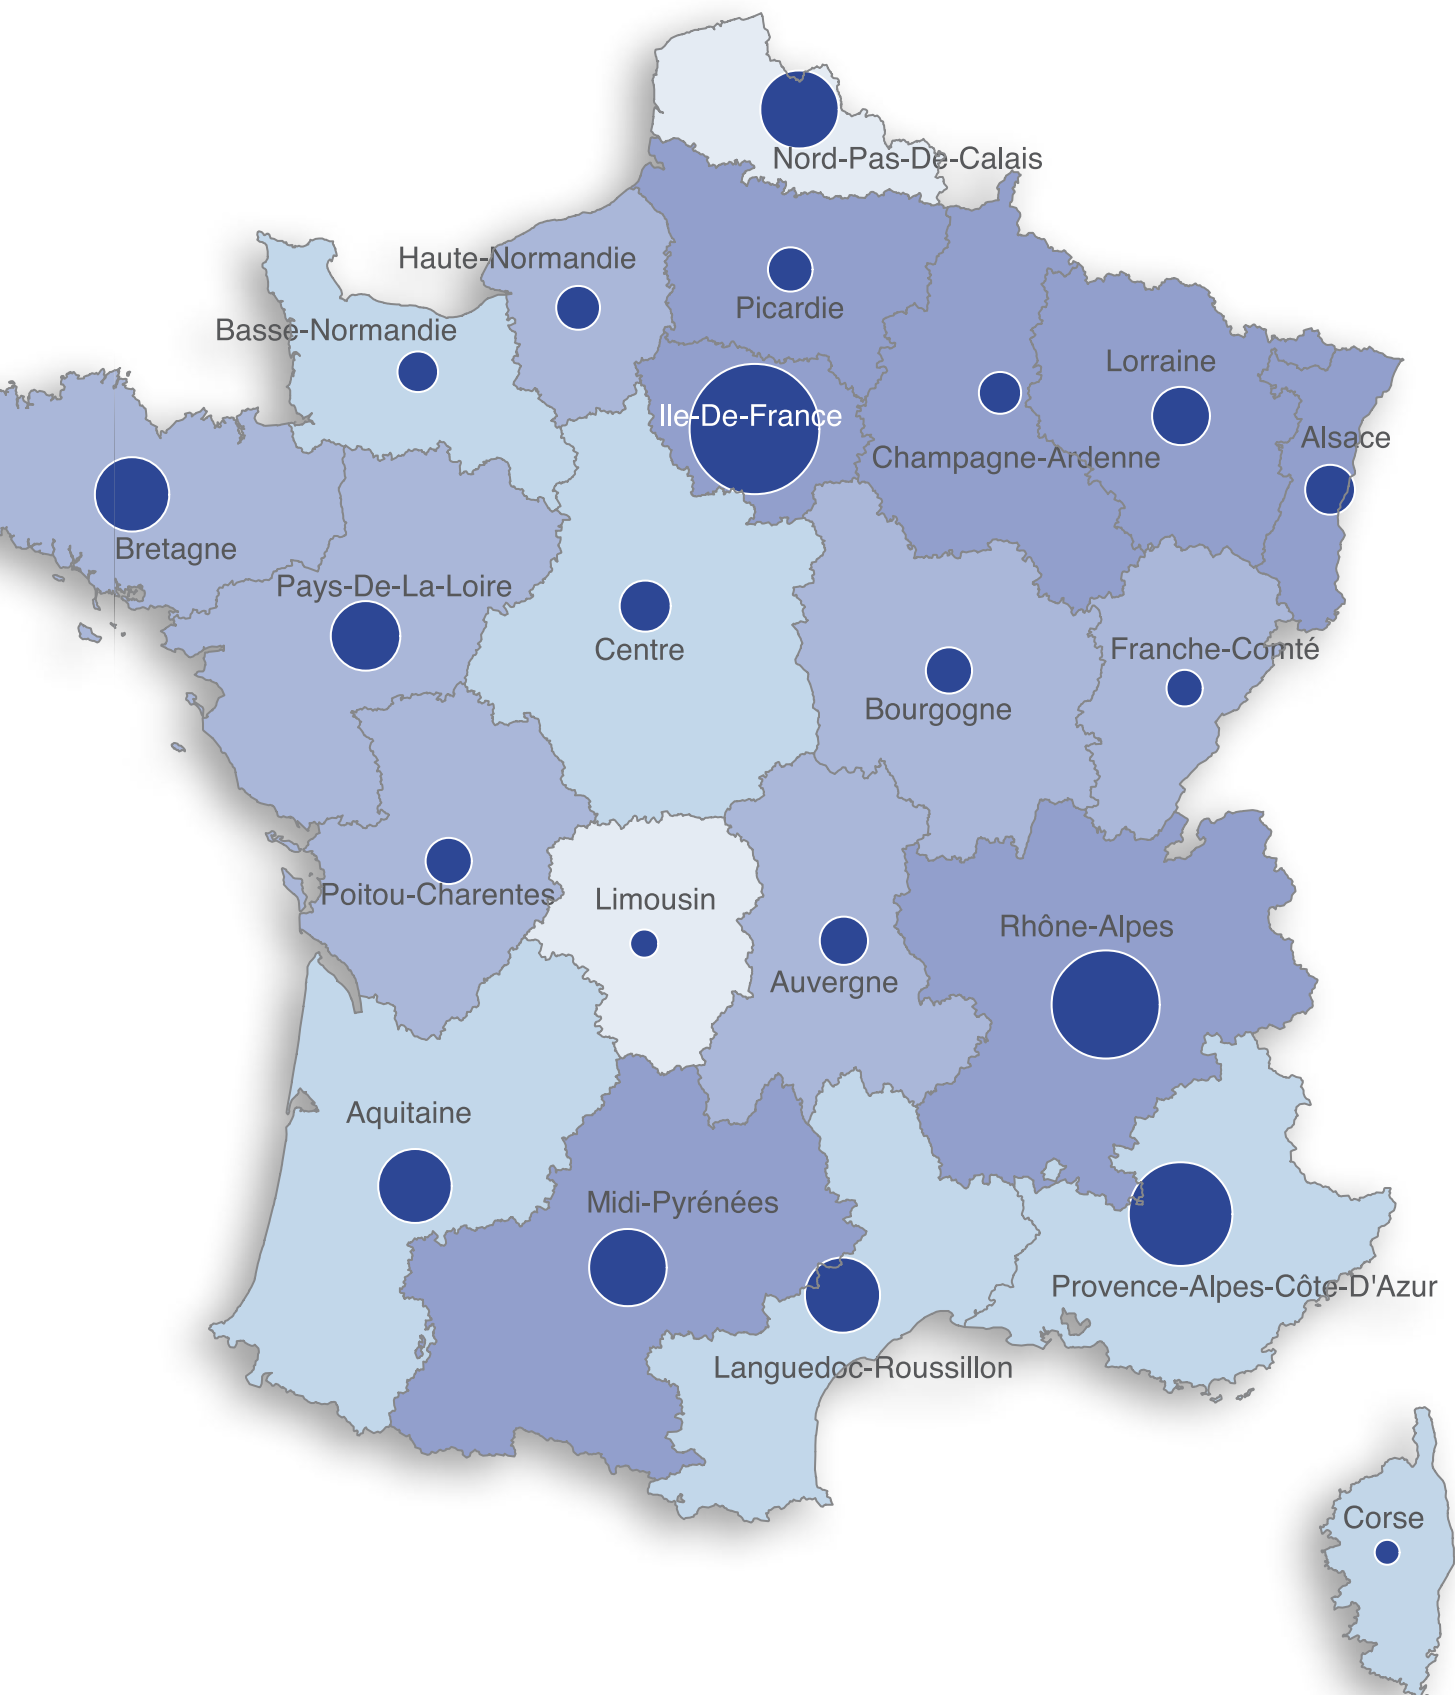 Nord-Pas-De-Calais
Haute-Normandie
Picardie
Basse-Normandie
Lorraine
Ile-De-France
Alsace
Champagne-Ardenne
Bretagne
Pays-De-La-Loire
Centre
Franche-Comté
Bourgogne
Poitou-Charentes
Limousin
Rhône-Alpes
Auvergne
Aquitaine
Midi-Pyrénées
Provence-Alpes-Côte-D'Azur
Languedoc-Roussillon
Corse